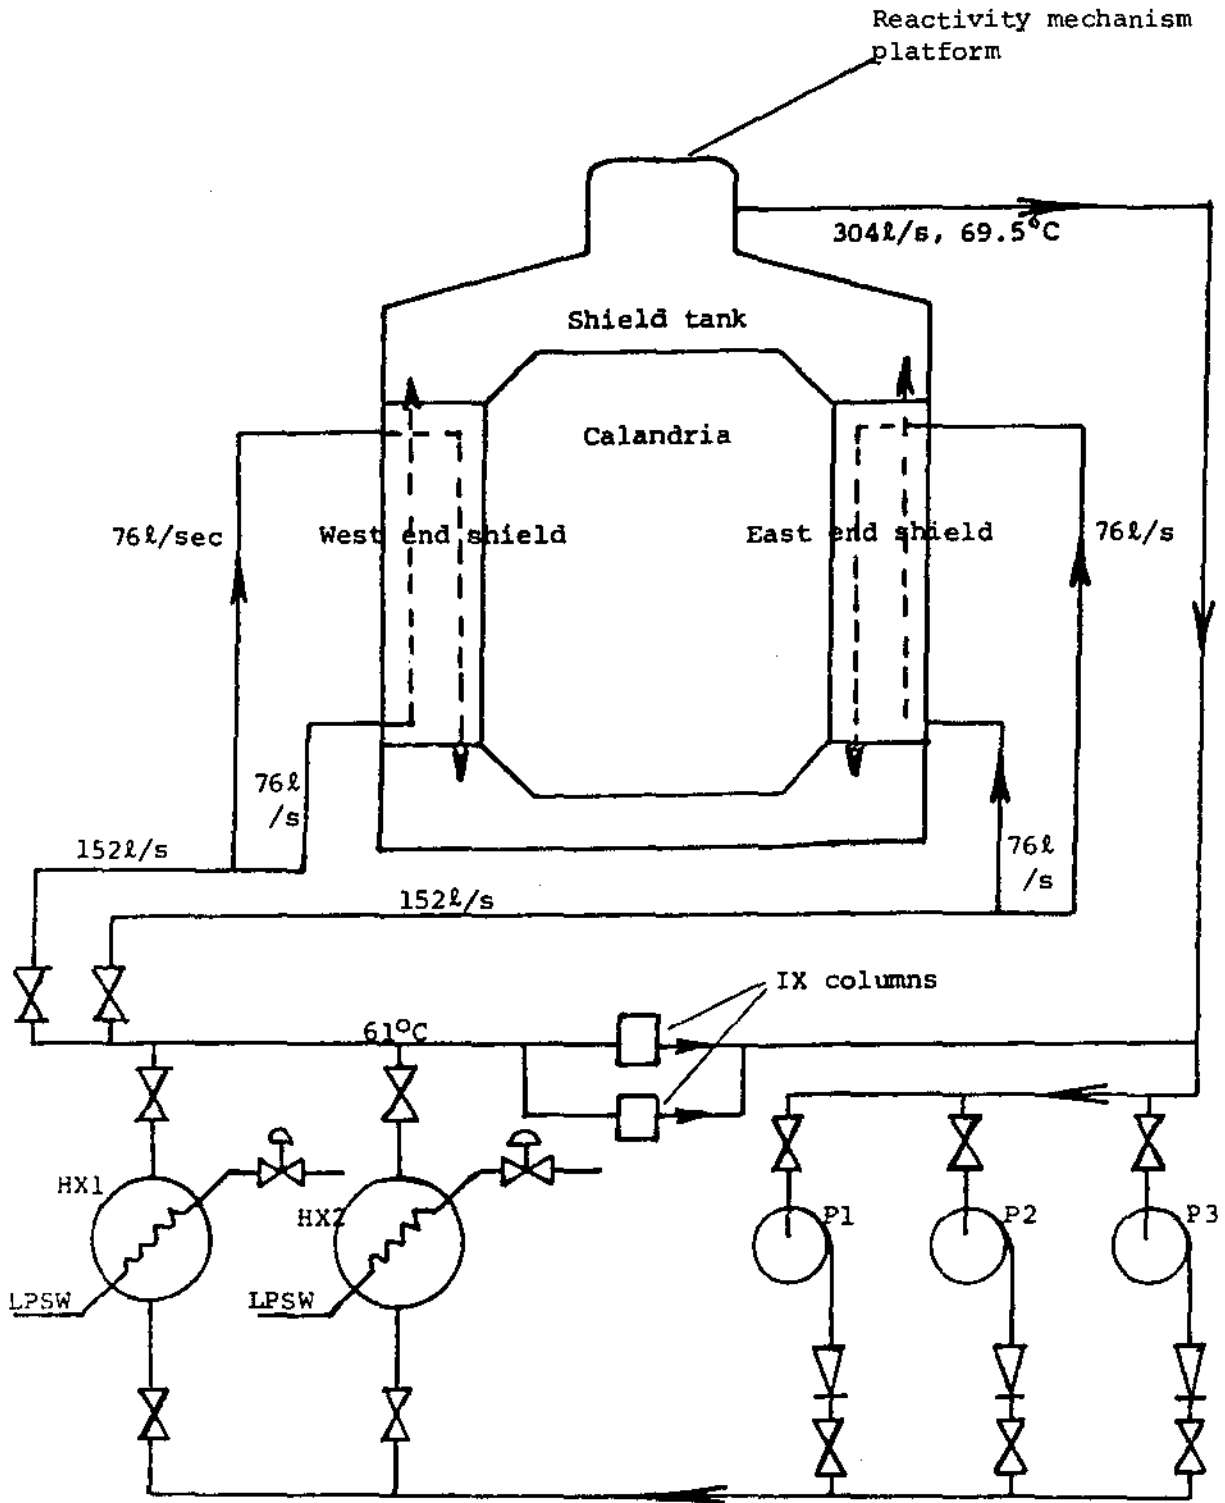 Reactivity mechanism
platform
304ℓ/s, 69.5°C
Shield tank
Calandria
76ℓ/sec
West end shield
East end shield
76ℓ/s
76ℓ
/s
152ℓ/s
76ℓ
/s
152ℓ/s
IX columns
61°C
HX1
HX2
P1
P2
P3
LPSW
LPSW